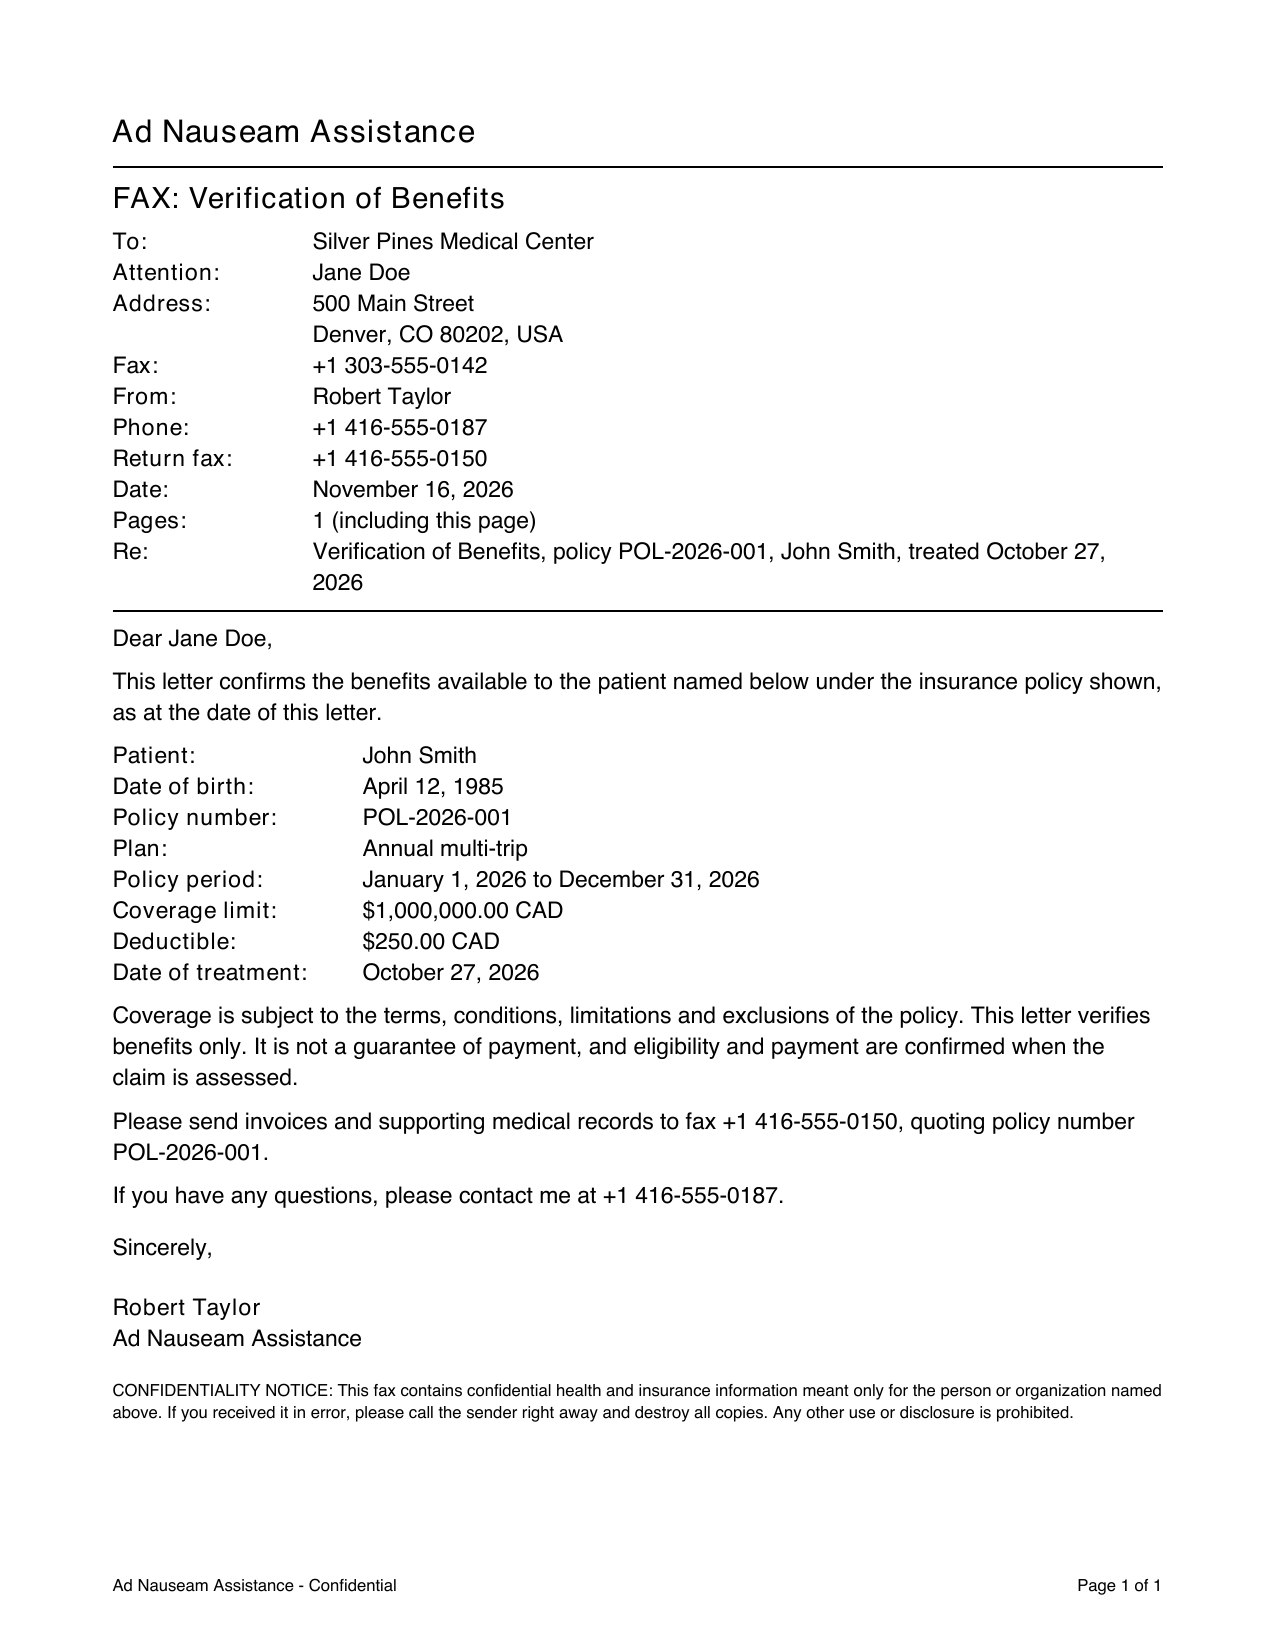 Ad Nauseam Assistance
FAX: Verification of Benefits
To: Silver Pines Medical Center
Attention: Jane Doe
Address: 500 Main Street
Denver, CO 80202, USA
Fax: +1 303-555-0142
From: Robert Taylor
Phone: +1 416-555-0187
Return fax: +1 416-555-0150
Date: November 16, 2026
Pages: 1 (including this page)
Re: Verification of Benefits, policy POL-2026-001, John Smith, treated October 27,
2026
Dear Jane Doe,
This letter confirms the benefits available to the patient named below under the insurance policy shown,
as at the date of this letter.
Patient: John Smith
Date of birth: April 12, 1985
Policy number: POL-2026-001
Plan: Annual multi-trip
Policy period: January 1, 2026 to December 31, 2026
Coverage limit: $1,000,000.00 CAD
Deductible: $250.00 CAD
Date of treatment: October 27, 2026
Coverage is subject to the terms, conditions, limitations and exclusions of the policy. This letter verifies
benefits only. It is not a guarantee of payment, and eligibility and payment are confirmed when the
claim is assessed.
Please send invoices and supporting medical records to fax +1 416-555-0150, quoting policy number
POL-2026-001.
If you have any questions, please contact me at +1 416-555-0187.
Sincerely,
Robert Taylor
Ad Nauseam Assistance
CONFIDENTIALITY NOTICE: This fax contains confidential health and insurance information meant only for the person or organization named
above. If you received it in error, please call the sender right away and destroy all copies. Any other use or disclosure is prohibited.
Ad Nauseam Assistance - Confidential Page 1 of 1